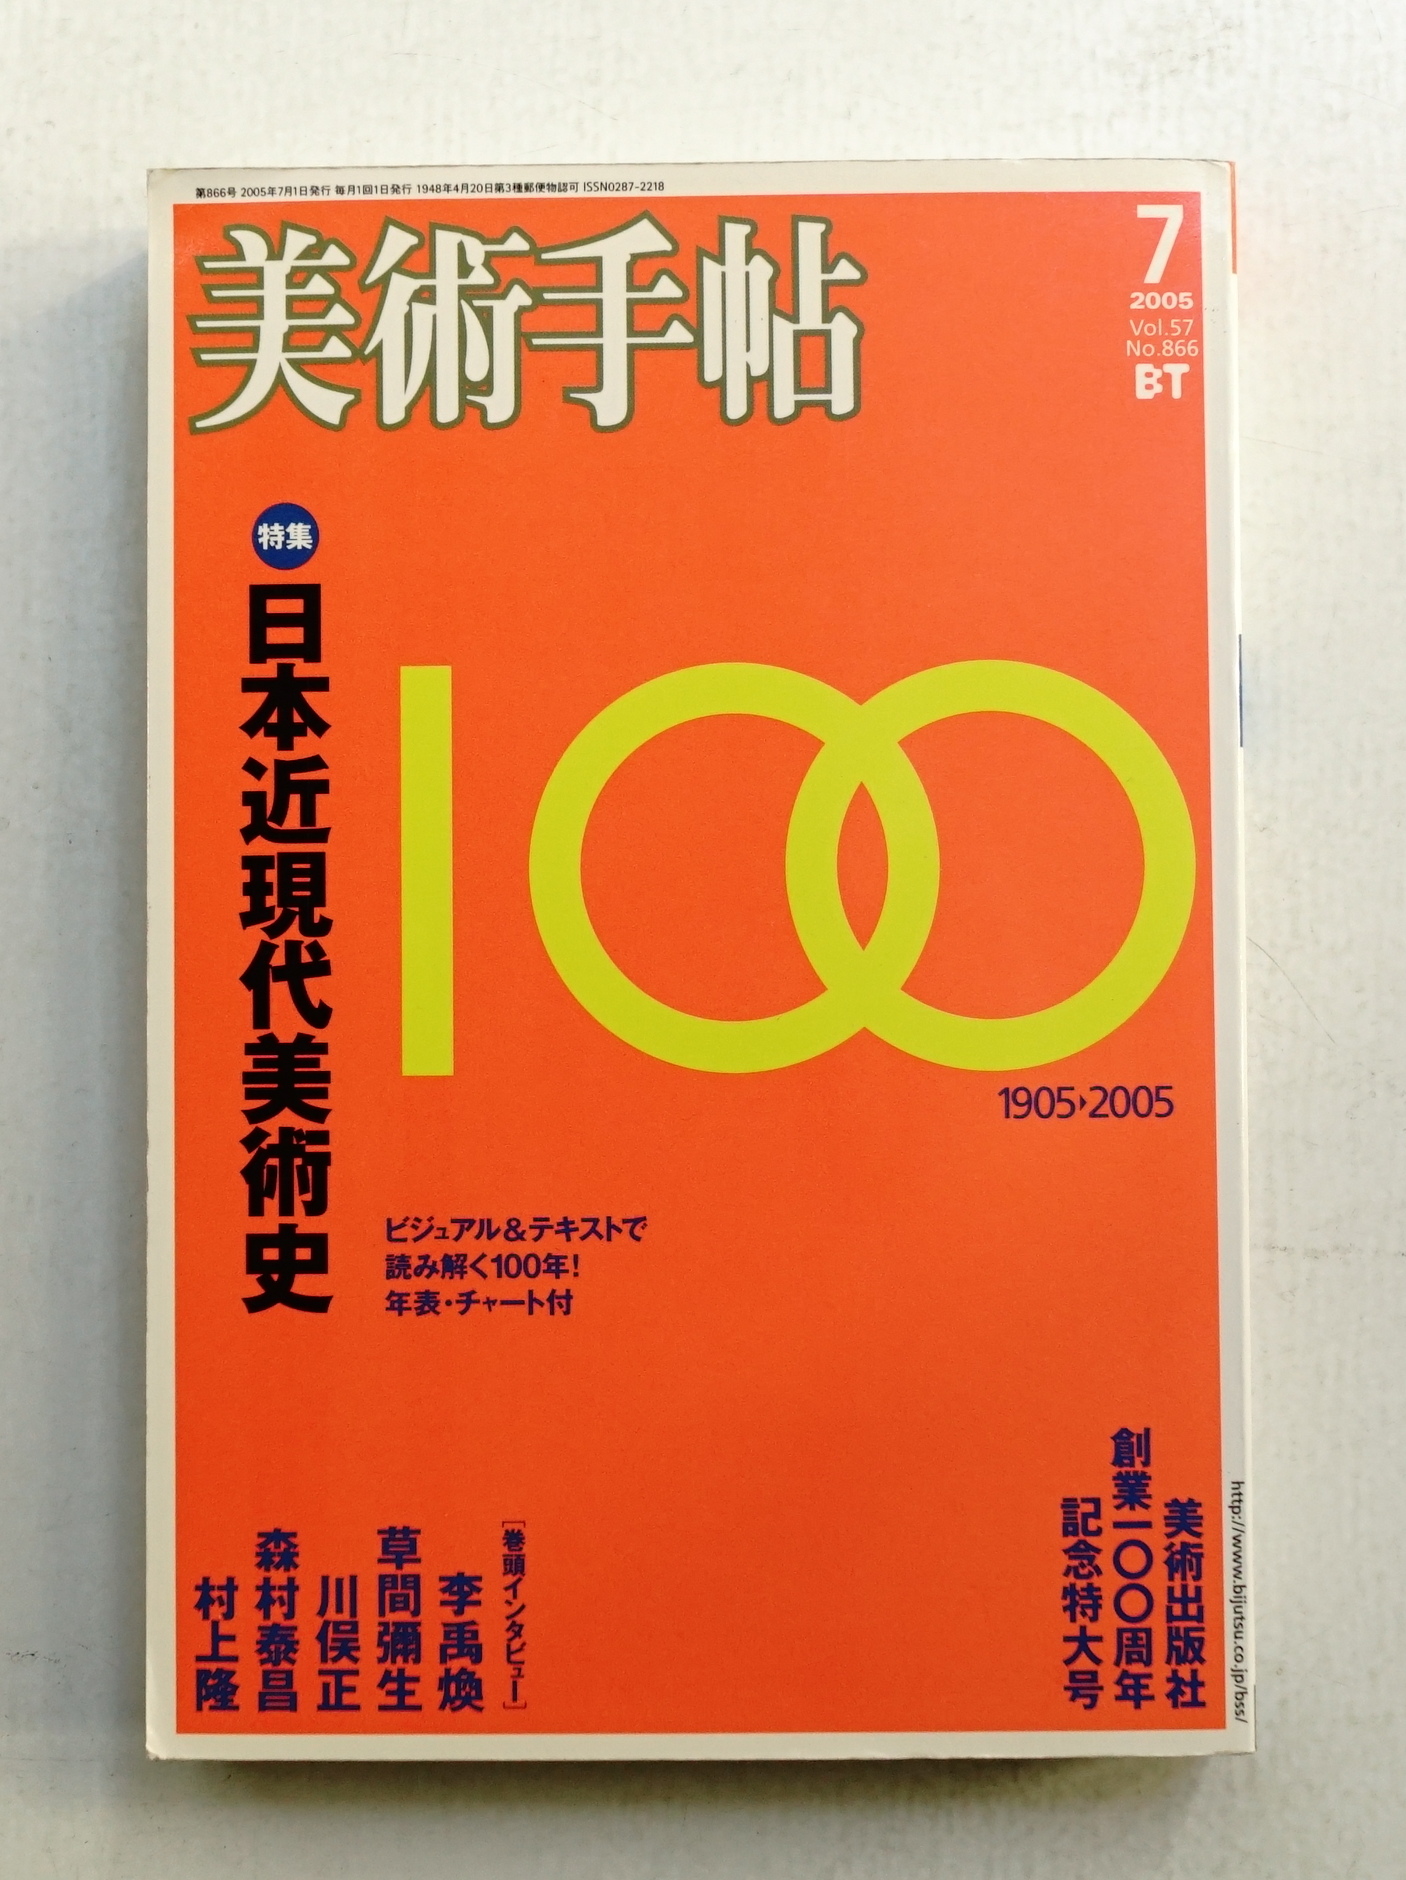 第866号 2005年7月1日発行 毎月1回1日発行 1948年4月20日第3種郵便物認可 ISSN0287-2218
美術手帖
7
2005
Vol.57
No.866
BT
特集
日本近現代美術史
100
1905▸2005
ビジュアル&テキストで
読み解く100年!
年表・チャート付
美術出版社
創業一〇〇周年
記念特大号
[巻頭インタビュー]
李禹煥
草間彌生
川俣正
森村泰昌
村上隆
http://www.bijutsu.co.jp/bss/